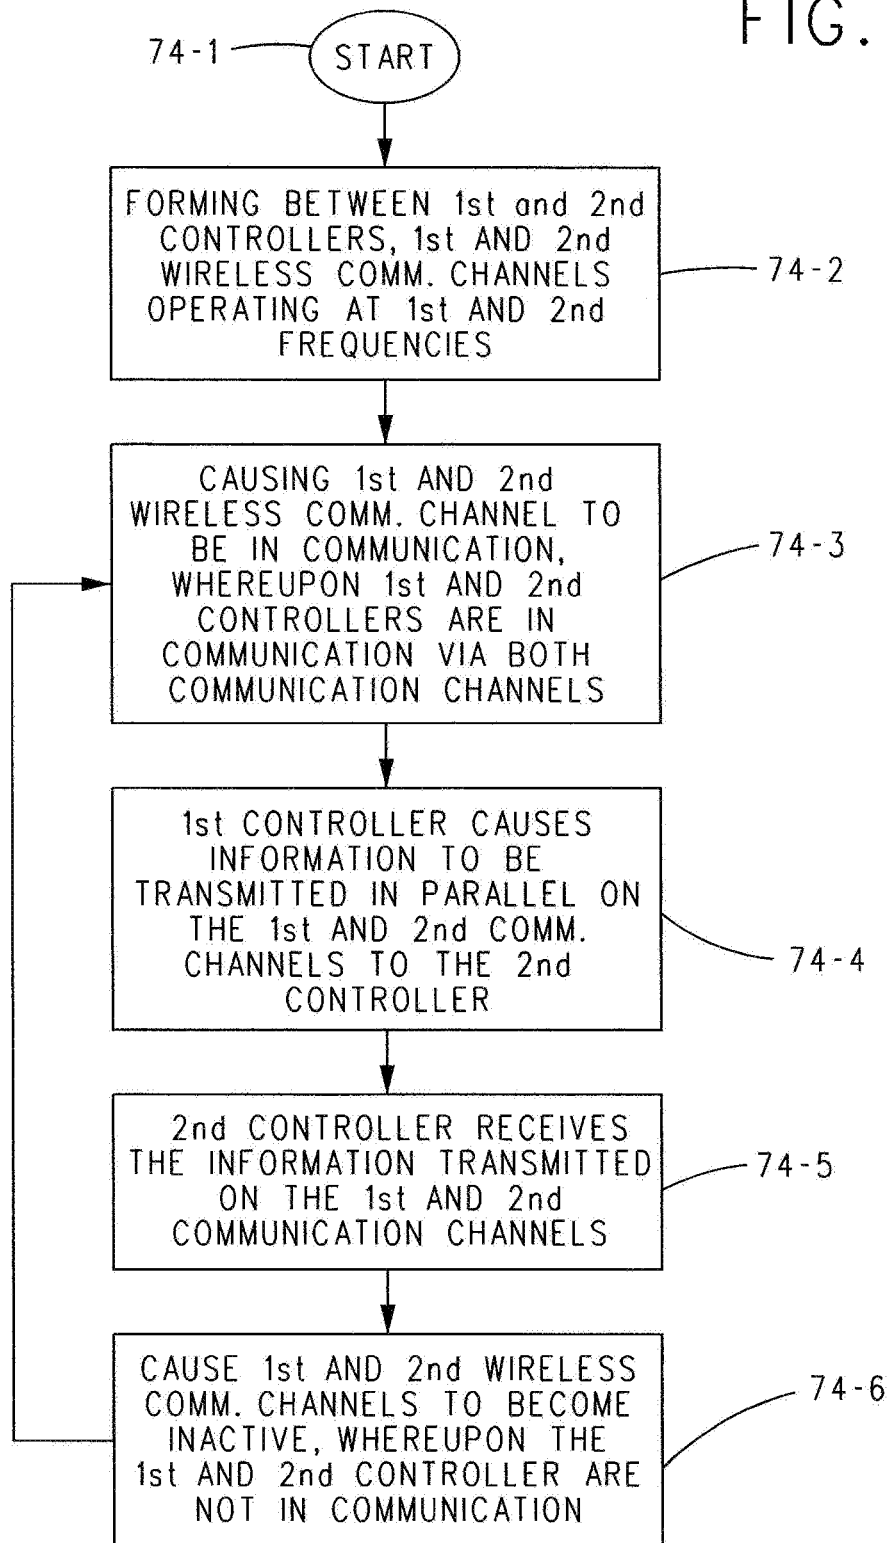 FIG.
74-1
START
FORMING BETWEEN 1st and 2nd
CONTROLLERS, 1st AND 2nd
WIRELESS COMM. CHANNELS
OPERATING AT 1st AND 2nd
FREQUENCIES
74-2
CAUSING 1st AND 2nd
WIRELESS COMM. CHANNEL TO
BE IN COMMUNICATION,
WHEREUPON 1st AND 2nd
CONTROLLERS ARE IN
COMMUNICATION VIA BOTH
COMMUNICATION CHANNELS
74-3
1st CONTROLLER CAUSES
INFORMATION TO BE
TRANSMITTED IN PARALLEL ON
THE 1st AND 2nd COMM.
CHANNELS TO THE 2nd
CONTROLLER
74-4
2nd CONTROLLER RECEIVES
THE INFORMATION TRANSMITTED
ON THE 1st AND 2nd
COMMUNICATION CHANNELS
74-5
CAUSE 1st AND 2nd WIRELESS
COMM. CHANNELS TO BECOME
INACTIVE, WHEREUPON THE
1st AND 2nd CONTROLLER ARE
NOT IN COMMUNICATION
74-6